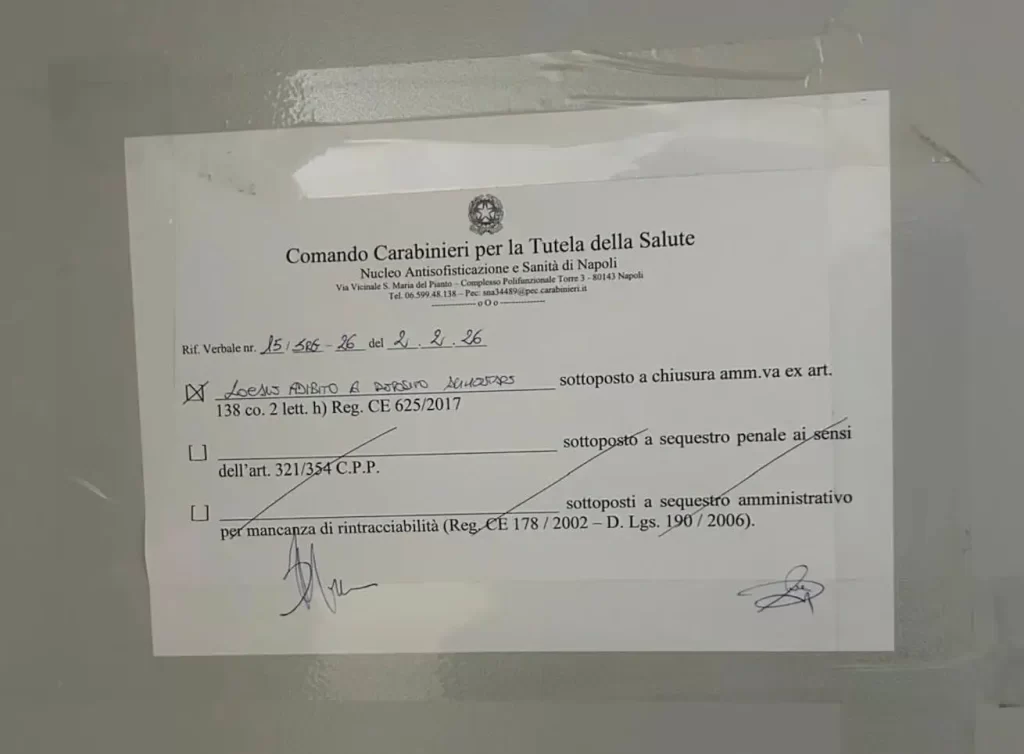 Comando Carabinieri per la Tutela della Salute
Nucleo Antisofisticazione e Sanità di Napoli
Via Vicinale S. Maria del Pianto – Complesso Polifunzionale Torre 3 - 80143 Napoli
Tel. 06.599.48.138 – Pec: sna34489@pec.carabinieri.it
--------------- o O o ---------------
Rif. Verbale nr. 15/ - 26 del 2.2.26
[X] ADIBITO A DEPOSITO sottoposto a chiusura amm.va ex art.
138 co. 2 lett. h) Reg. CE 625/2017
[ ] sottoposto a sequestro penale ai sensi
dell'art. 321/354 C.P.P.
[ ] sottoposti a sequestro amministrativo
per mancanza di rintracciabilità (Reg. CE 178 / 2002 – D. Lgs. 190 / 2006).